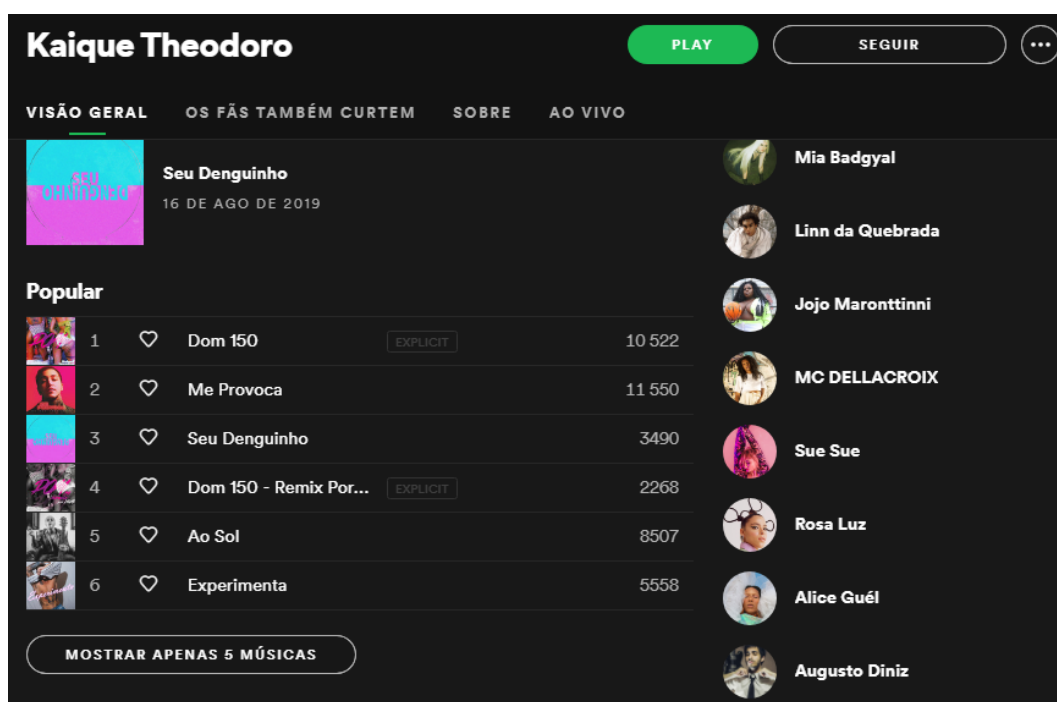 Kaique Theodoro
PLAY
SEGUIR
VISÃO GERAL OS FÃS TAMBÉM CURTEM SOBRE AO VIVO
SEU
DENGUINHO
Seu Denguinho
16 DE AGO DE 2019
Popular
1 Dom 150 EXPLICIT 10 522
2 Me Provoca 11 550
3 Seu Denguinho 3490
4 Dom 150 - Remix Por... EXPLICIT 2268
5 Ao Sol 8507
6 Experimenta 5558
MOSTRAR APENAS 5 MÚSICAS
Mia Badgyal
Linn da Quebrada
Jojo Maronttinni
MC DELLACROIX
Sue Sue
Rosa Luz
Alice Guél
Augusto Diniz